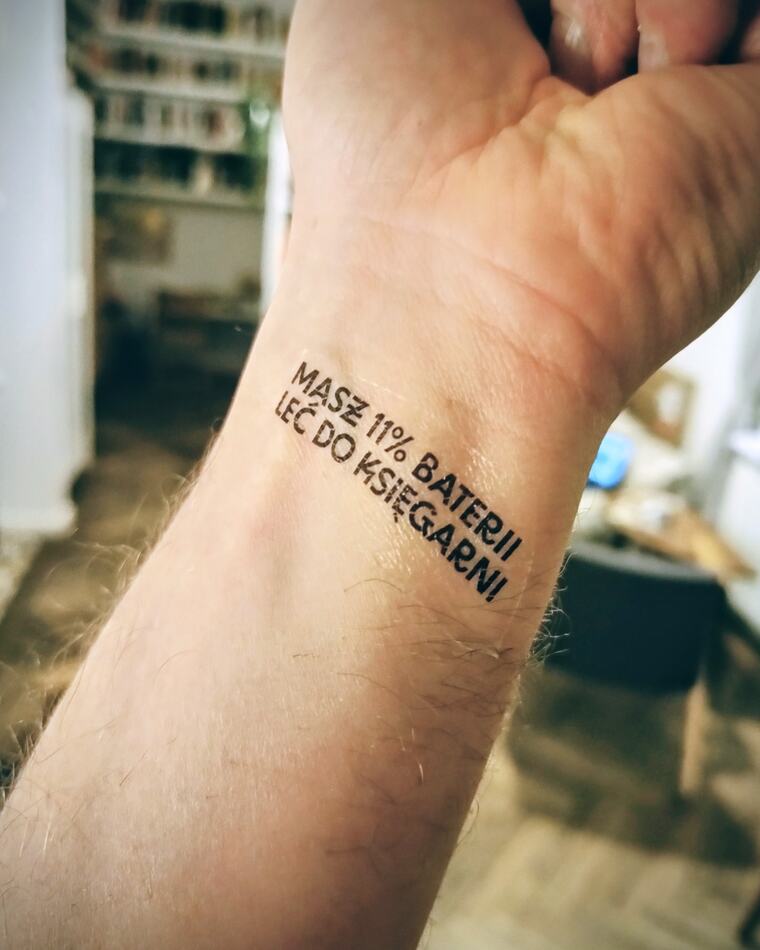 MASZ 11% BATERII
LEĆ DO KSIĘGARNI